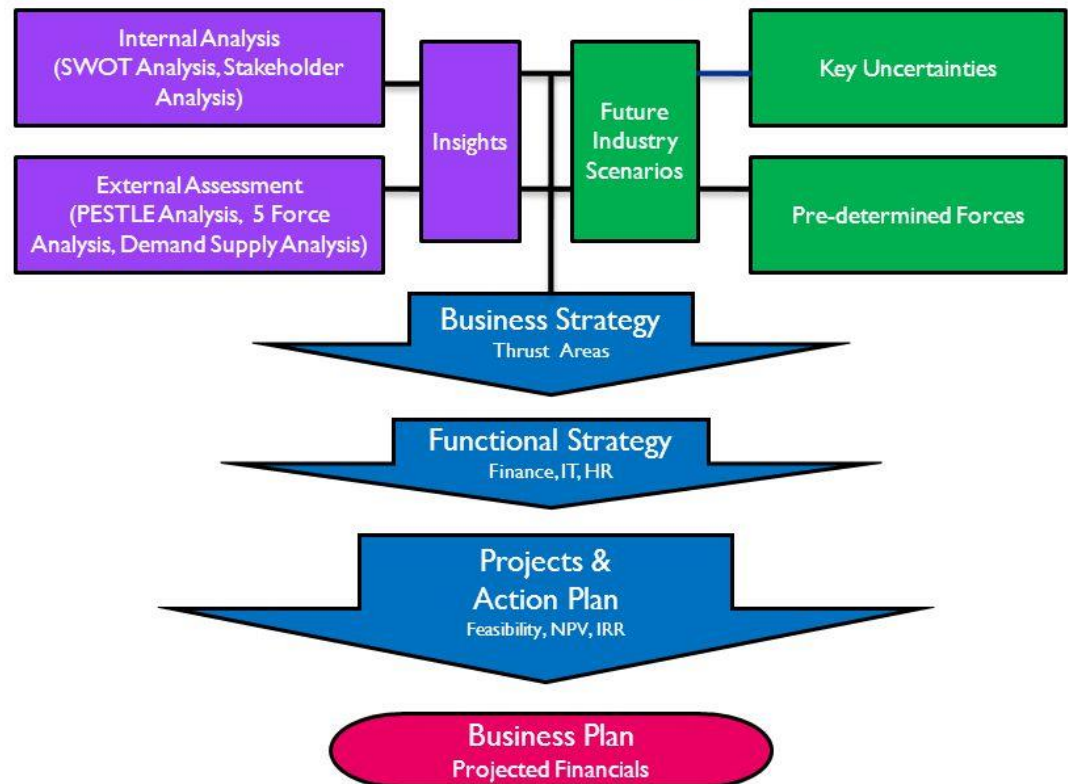 Internal Analysis
(SWOT Analysis, Stakeholder
Analysis)
External Assessment
(PESTLE Analysis, 5 Force
Analysis, Demand Supply Analysis)
Insights
Future
Industry
Scenarios
Key Uncertainties
Pre-determined Forces
Business Strategy
Thrust Areas
Functional Strategy
Finance, IT, HR
Projects &
Action Plan
Feasibility, NPV, IRR
Business Plan
Projected Financials